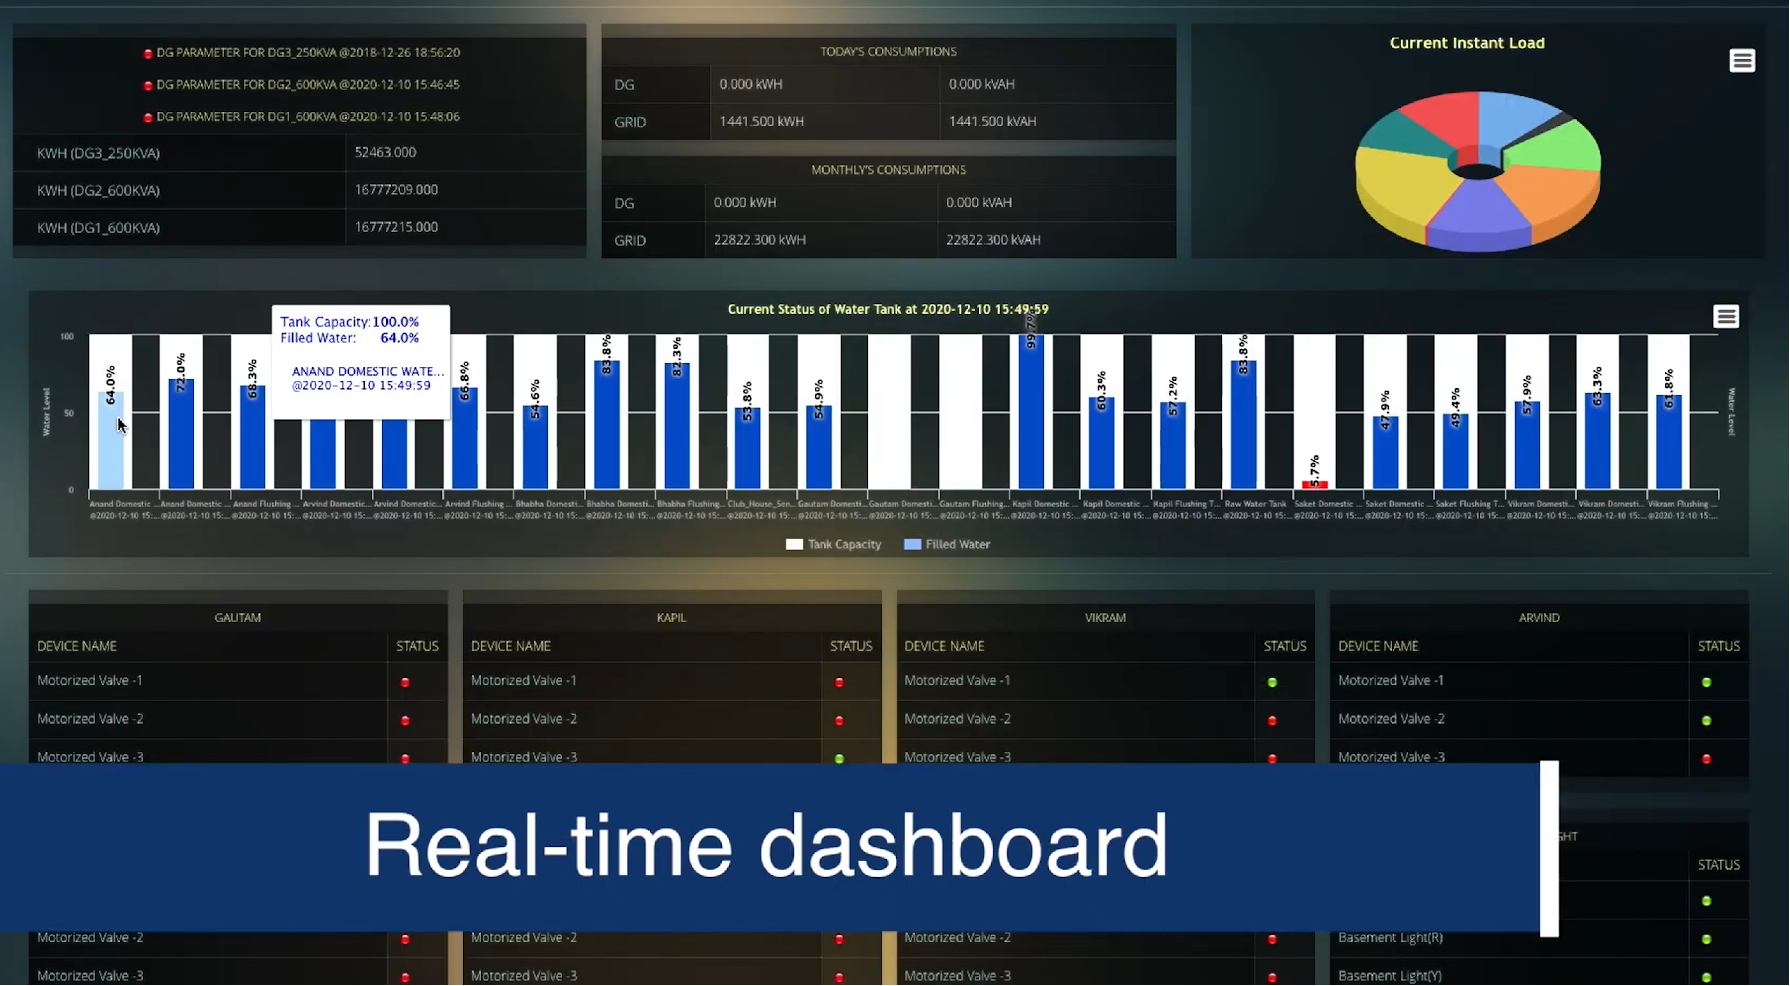 DG PARAMETER FOR DG3_250KVA @2018-12-26 18:56:20
DG PARAMETER FOR DG2_600KVA @2020-12-10 15:46:45
DG PARAMETER FOR DG1_600KVA @2020-12-10 15:48:06
KWH (DG3_250KVA) 52463.000
KWH (DG2_600KVA) 16777209.000
KWH (DG1_600KVA) 16777215.000
TODAY'S CONSUMPTIONS
DG 0.000 kWH 0.000 kVAH
GRID 1441.500 kWH 1441.500 kVAH
MONTHLY'S CONSUMPTIONS
DG 0.000 kWH 0.000 kVAH
GRID 22822.300 kWH 22822.300 kVAH
Current Instant Load
Current Status of Water Tank at 2020-12-10 15:49:59
Tank Capacity:100.0%
Filled Water: 64.0%
ANAND DOMESTIC WATE...
@2020-12-10 15:49:59
Water Level
100
50
0
64.0% 72.0% 68.3% 66.8% 54.6% 83.8% 82.3% 53.8% 54.9% 99.7% 60.3% 57.2% 83.8% 5.7% 47.9% 49.4% 57.9% 63.3% 61.8%
Water Level
Anand Domestic ... Anand Domestic ... Anand Flushing ... Arvind Domestic... Arvind Domestic... Arvind Flushing ... Bhabha Domesti... Bhabha Domesti... Bhabha Flushing... Club_House_Sen... Gautam Domesti... Gautam Domesti... Gautam Flushing... Kapil Domestic ... Kapil Domestic ... Kapil Flushing T... Raw Water Tank Saket Domestic ... Saket Domestic ... Saket Flushing T... Vikram Domesti... Vikram Domesti... Vikram Flushing ...
@2020-12-10 15:... @2020-12-10 15:... @2020-12-10 15:... @2020-12-10 15:... @2020-12-10 15:... @2020-12-10 15:... @2020-12-10 15:... @2020-12-10 15:... @2020-12-10 15:... @2020-12-10 15:... @2020-12-10 15:... @2020-12-10 15:... @2020-12-10 15:... @2020-12-10 15:... @2020-12-10 15:... @2020-12-10 15:... @2020-12-10 15:... @2020-12-10 15:... @2020-12-10 15:... @2020-12-10 15:... @2020-12-10 15:... @2020-12-10 15:... @2020-12-10 15:...
Tank Capacity Filled Water
GAUTAM KAPIL VIKRAM ARVIND
DEVICE NAME STATUS DEVICE NAME STATUS DEVICE NAME STATUS DEVICE NAME STATUS
Motorized Valve -1 Motorized Valve -1 Motorized Valve -1 Motorized Valve -1
Motorized Valve -2 Motorized Valve -2 Motorized Valve -2 Motorized Valve -2
Motorized Valve -3 Motorized Valve -3 Motorized Valve -3 Motorized Valve -3
Real-time dashboard
STATUS
Motorized Valve -2 Motorized Valve -2 Motorized Valve -2 Basement Light(R)
Motorized Valve -3 Motorized Valve -3 Motorized Valve -3 Basement Light(Y)